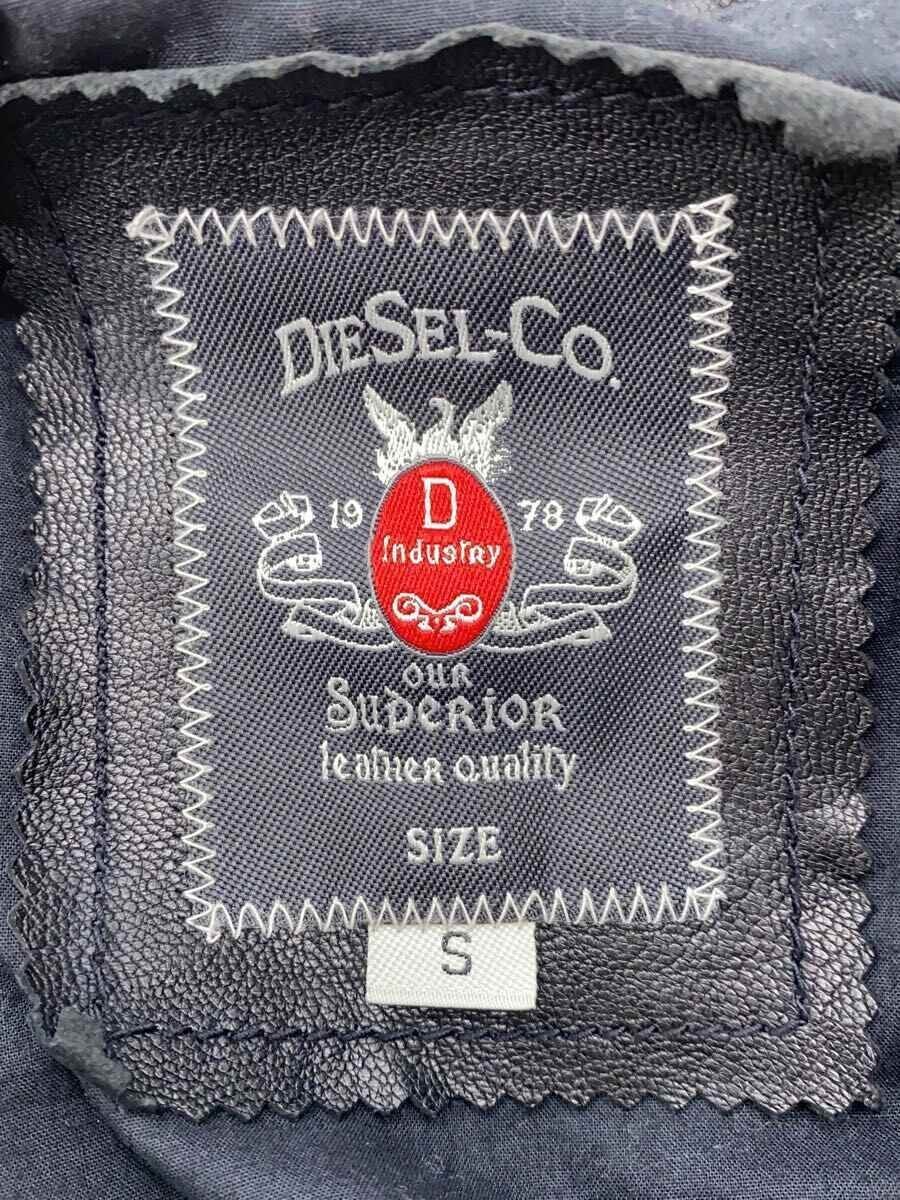 DIESEL-CO.
19 78
D
Industry
OUR
Superior
leather Quality
SIZE
S